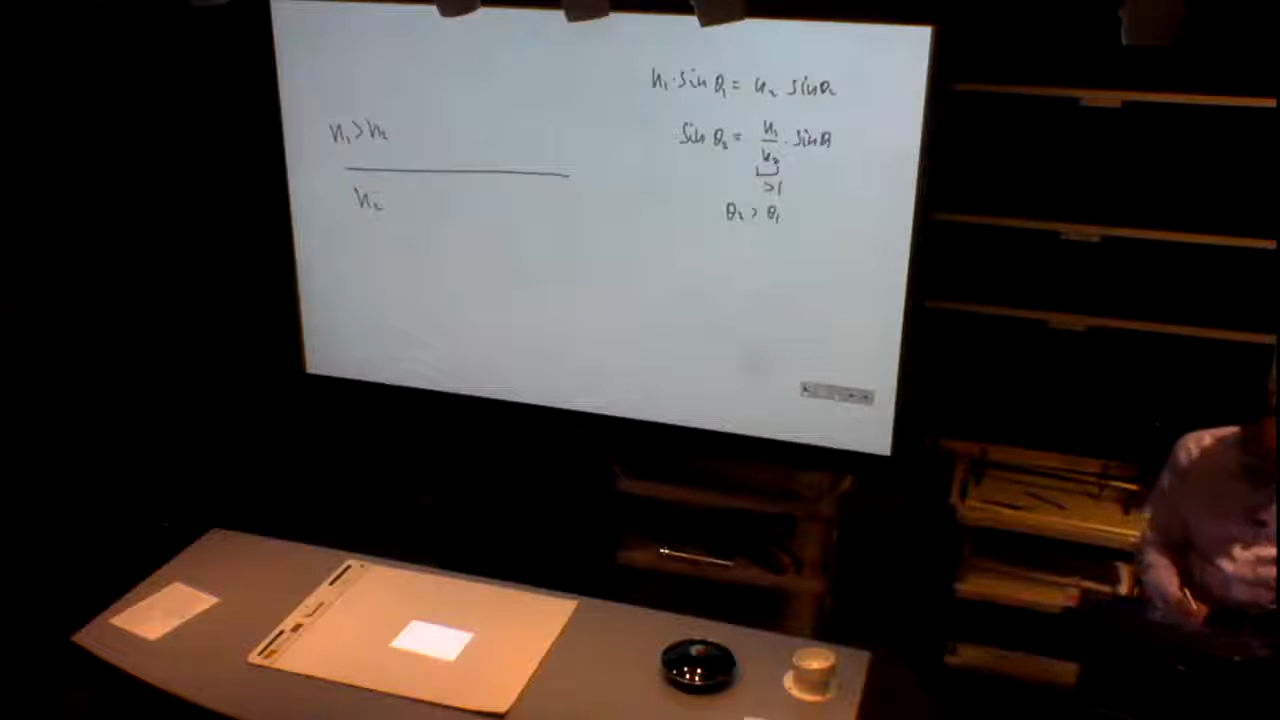 n₁ > n₂
n₂
n₁ · sin θ₁ = n₂ sin θ₂
sin θ₂ = n₁/n₂ · sin θ₁
>1
θ₂ > θ₁